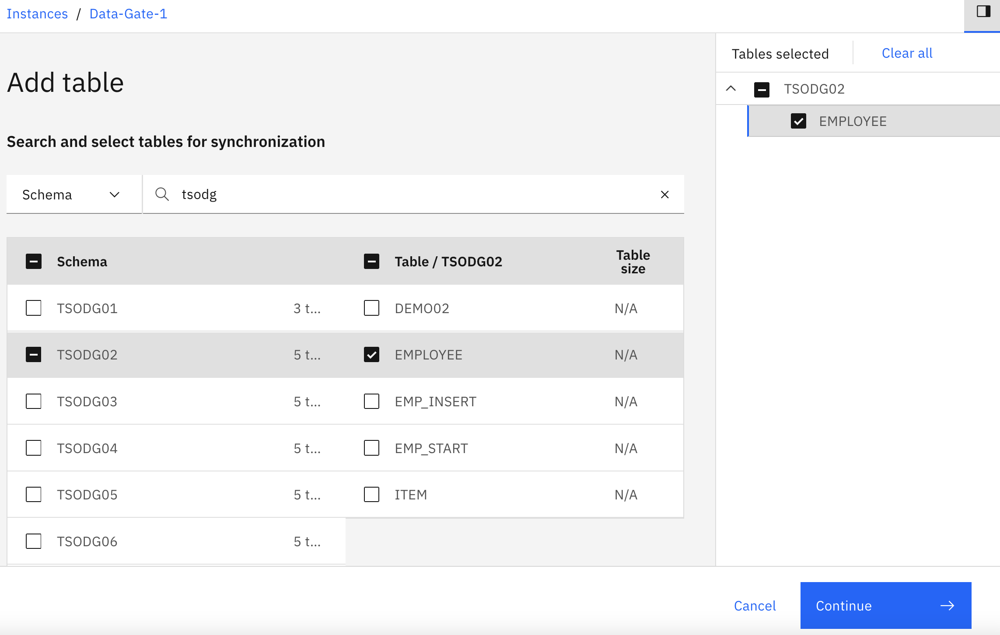 Instances / Data-Gate-1
Add table
Search and select tables for synchronization
Schema tsodg
Schema Table / TSODG02 Table size
TSODG01 3 t... DEMO02 N/A
TSODG02 5 t... EMPLOYEE N/A
TSODG03 5 t... EMP_INSERT N/A
TSODG04 5 t... EMP_START N/A
TSODG05 5 t... ITEM N/A
TSODG06 5 t...
Tables selected Clear all
TSODG02
EMPLOYEE
Cancel Continue